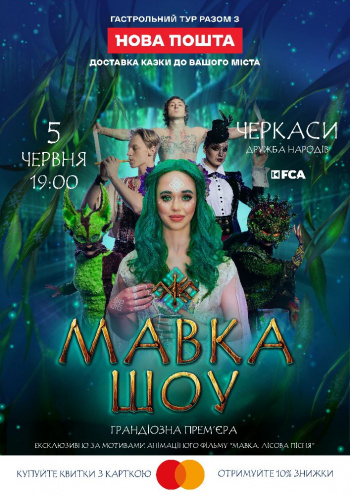 ГАСТРОЛЬНИЙ ТУР РАЗОМ З
НОВА ПОШТА
ДОСТАВКА КАЗКИ ДО ВАШОГО МІСТА
5
ЧЕРВНЯ
19:00
ЧЕРКАСИ
ДРУЖБА НАРОДІВ
FCA
МАВКА
ШОУ
ГРАНДІОЗНА ПРЕМ'ЄРА
ЕКСКЛЮЗИВНО ЗА МОТИВАМИ АНІМАЦІЙНОГО ФІЛЬМУ "МАВКА. ЛІСОВА ПІСНЯ"
КУПУЙТЕ КВИТКИ З КАРТКОЮ
ОТРИМУЙТЕ 10% ЗНИЖКИ